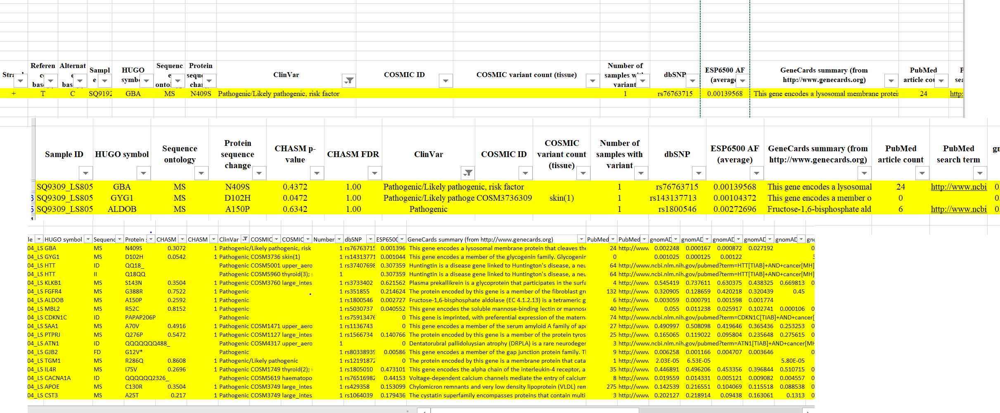 Stra Referen c bas Alternat e bas Sampl e HUGO symb Sequenc e onto Protein sequ chan ClinVar COSMIC ID COSMIC variant count (tissue) Number of samples with variant dbSNP ESP6500 AF (average GeneCards summary (from http://www.genecards.org) PubMed article cou
+ T C SQ9192 GBA MS N409S Pathogenic/Likely pathogenic, risk factor 1 rs76763715 0.00139568 This gene encodes a lysosomal membrane protei 24 http:
Sample ID HUGO symbol Sequence ontology Protein sequence change CHASM p-value CHASM FDR ClinVar COSMIC ID COSMIC variant count (tissue) Number of samples with variant dbSNP ESP6500 AF (average) GeneCards summary (from http://www.genecards.org) PubMed article count PubMed search term gn
SQ9309_LS805 GBA MS N409S 0.4372 1.00 Pathogenic/Likely pathogenic, risk factor 1 rs76763715 0.00139568 This gene encodes a lysosomal 24 http://www.ncbi 0.
SQ9309_LS805 GYG1 MS D102H 0.0472 1.00 Pathogenic/Likely pathoge COSM3736309 skin(1) 1 rs143137713 0.00104372 This gene encodes a member o 0 0.
SQ9309_LS805 ALDOB MS A150P 0.6342 1.00 Pathogenic 1 rs1800546 0.00272696 Fructose-1,6-bisphosphate ald 6 http://www.ncbi 0.
le HUGO symbol Sequenc Protein s CHASM CHASM ClinVar COSMIC COSMIC Number dbSNP ESP6500 GeneCards summary (from http://www.genecards.org) PubMed PubMed gnomAD gnomAD gnomAD gnomAD gnomAD gno
04_LS GBA MS N409S 0.3072 1 Pathogenic/Likely pathogenic, risk 1 rs76763715 0.001396 This gene encodes a lysosomal membrane protein that cleaves the 24 http://www 0.002248 0.000167 0.000872 0.027192 0
04_LS GYG1 MS D102H 0.0542 1 Pathogenic COSM3736 skin(1) 1 rs14313771 0.001044 This gene encodes a member of the glycogenin family. Glycogenin 0 0.001025 0.000125 0.00122 3
04_LS HTT ID QQ18_ Pathogenic COSM5001 upper_aero 1 rs37407698 0.307359 Huntingtin is a disease gene linked to Huntington's disease, a neu 64 http://www.ncbi.nlm.nih.gov/pubmed?term=HTT[TIAB]+AND+cancer[MH]
04_LS HTT II Q18QQ Pathogenic COSM5960 thyroid(3); 1 0.307359 Huntingtin is a disease gene linked to Huntington's disease, a neu 64 http://www.ncbi.nlm.nih.gov/pubmed?term=HTT[TIAB]+AND+cancer[MH]
04_LS KLKB1 MS S143N 0.3504 1 Pathogenic COSM3760 large_intes 1 rs3733402 0.621562 Plasma prekallikrein is a glycoprotein that participates in the surfa 4 http://www 0.545419 0.737611 0.630375 0.438325 0.669813 0
04_LS FGFR4 MS G388R 0.7522 1 Pathogenic 1 rs351855 0.214624 The protein encoded by this gene is a member of the fibroblast gro 132 http://www 0.320905 0.128659 0.420218 0.320439 0.45
04_LS ALDOB MS A150P 0.2592 1 Pathogenic 1 rs1800546 0.002727 Fructose-1,6-bisphosphate aldolase (EC 4.1.2.13) is a tetrameric g 6 http://www 0.003059 0.000791 0.001598 0.001774
04_LS MBL2 MS R52C 0.8152 1 Pathogenic 1 rs5030737 0.040552 This gene encodes the soluble mannose-binding lectin or mannose 40 http://www 0.055 0.011238 0.025917 0.102741 0.000106 0
04_LS CDKN1C ID PAPAP206P Pathogenic 1 rs75913476 0 This gene is imprinted, with preferential expression of the matern 74 http://www.ncbi.nlm.nih.gov/pubmed?term=CDKN1C[TIAB]+AND+cancer[
04_LS SAA1 MS A70V 0.4916 1 Pathogenic COSM1471 upper_aero 1 rs1136743 0 This gene encodes a member of the serum amyloid A family of apo 27 http://www 0.490997 0.508098 0.419646 0.365436 0.253253 0
04_LS PTPRJ MS Q276P 0.5472 1 Pathogenic COSM1127 large_intes 1 rs1566734 0.140766 The protein encoded by this gene is a member of the protein tyros 25 http://www 0.165065 0.119022 0.095804 0.235648 0.275615 0
04_LS ATN1 ID QQQQQQQ488_ Pathogenic COSM4317 upper_aero 1 0 Dentatorubral pallidoluysian atrophy (DRPLA) is a rare neurodeger 3 http://www.ncbi.nlm.nih.gov/pubmed?term=ATN1[TIAB]+AND+cancer[MH
04_LS GJB2 FD G12V* Pathogenic 1 rs80338939 0.00586 This gene encodes a member of the gap junction protein family. T 9 http://www 0.006258 0.001166 0.004707 0.003646 0
04_LS TGM1 MS R286Q 0.8608 1 Pathogenic/Likely pathogenic 1 rs12191872 0 The protein encoded by this gene is a membrane protein that cata 1 http://www 2.03E-05 6.53E-05 5.80E-05
04_LS IL4R MS I75V 0.2696 1 Pathogenic COSM1749 thyroid(2); 1 rs1805010 0.473101 This gene encodes the alpha chain of the interleukin-4 receptor, a 35 http://www 0.446891 0.496206 0.453356 0.396844 0.510715 0
04_LS CACNA1A ID QQQQQQ2326_ Pathogenic COSM5619 haematopo 1 rs76516982 0.44153 Voltage-dependent calcium channels mediate the entry of calcium 8 http://www 0.019559 0.014331 0.005121 0.009082 0.004557 0
04_LS APOE MS C130R 0.3504 1 Pathogenic COSM3749 large_intes 1 rs429358 0.153099 Chylomicron remnants and very low density lipoprotein (VLDL) rem 275 http://www 0.142539 0.216551 0.104069 0.115518 0.088538 0
04_LS CST3 MS A25T 0.217 1 Pathogenic COSM3749 large_intes 1 rs1064039 0.179436 The cystatin superfamily encompasses proteins that contain multi 3 http://www 0.202127 0.218914 0.09438 0.163061 0.1313 0